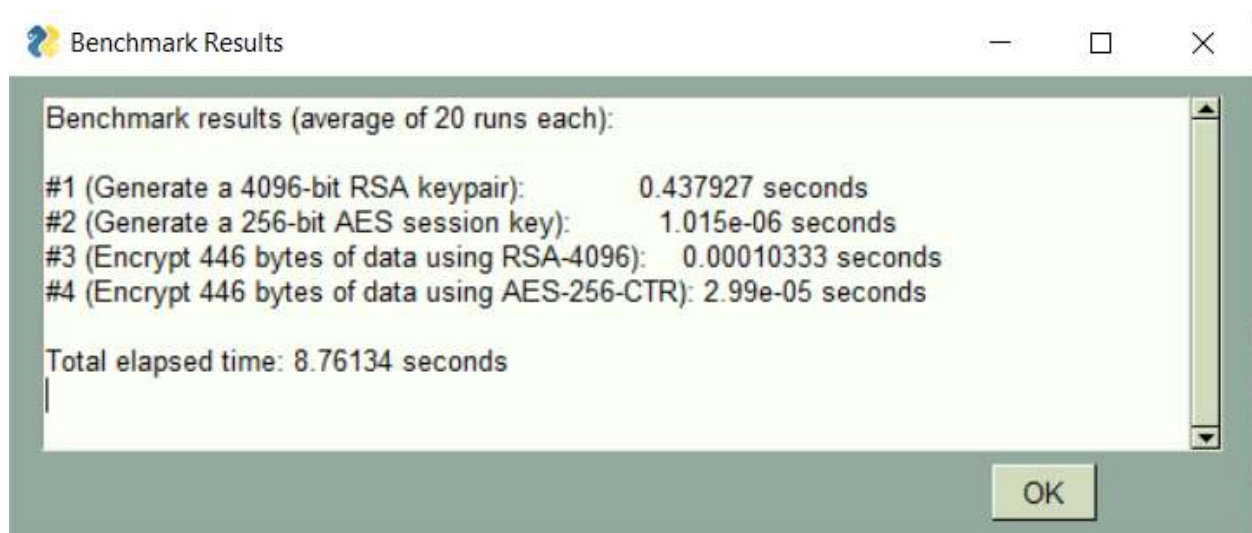 Benchmark Results
Benchmark results (average of 20 runs each):
#1 (Generate a 4096-bit RSA keypair): 0.437927 seconds
#2 (Generate a 256-bit AES session key): 1.015e-06 seconds
#3 (Encrypt 446 bytes of data using RSA-4096): 0.00010333 seconds
#4 (Encrypt 446 bytes of data using AES-256-CTR): 2.99e-05 seconds
Total elapsed time: 8.76134 seconds
OK